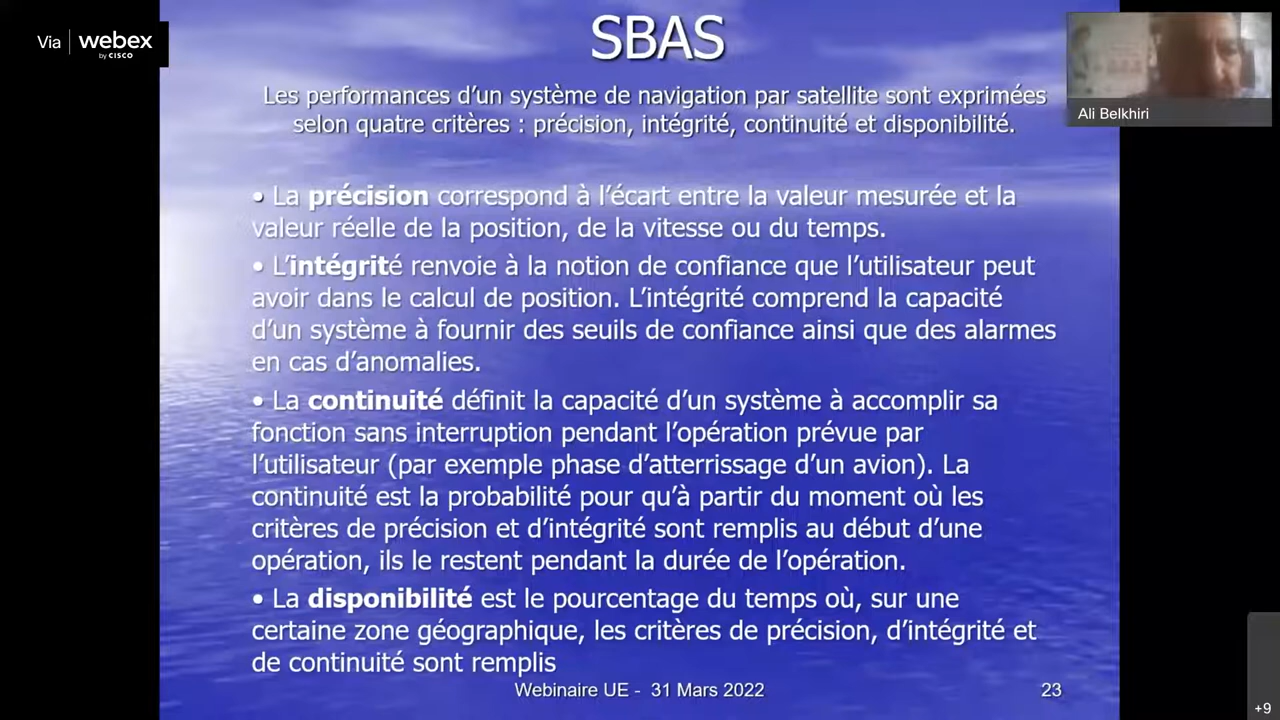 Via webex
by CISCO
SBAS
Ali Belkhiri
Les performances d'un système de navigation par satellite sont exprimées
selon quatre critères : précision, intégrité, continuité et disponibilité.
• La précision correspond à l'écart entre la valeur mesurée et la
valeur réelle de la position, de la vitesse ou du temps.
• L'intégrité renvoie à la notion de confiance que l'utilisateur peut
avoir dans le calcul de position. L'intégrité comprend la capacité
d'un système à fournir des seuils de confiance ainsi que des alarmes
en cas d'anomalies.
• La continuité définit la capacité d'un système à accomplir sa
fonction sans interruption pendant l'opération prévue par
l'utilisateur (par exemple phase d'atterrissage d'un avion). La
continuité est la probabilité pour qu'à partir du moment où les
critères de précision et d'intégrité sont remplis au début d'une
opération, ils le restent pendant la durée de l'opération.
• La disponibilité est le pourcentage du temps où, sur une
certaine zone géographique, les critères de précision, d'intégrité et
de continuité sont remplis
Webinaire UE - 31 Mars 2022
23
+9